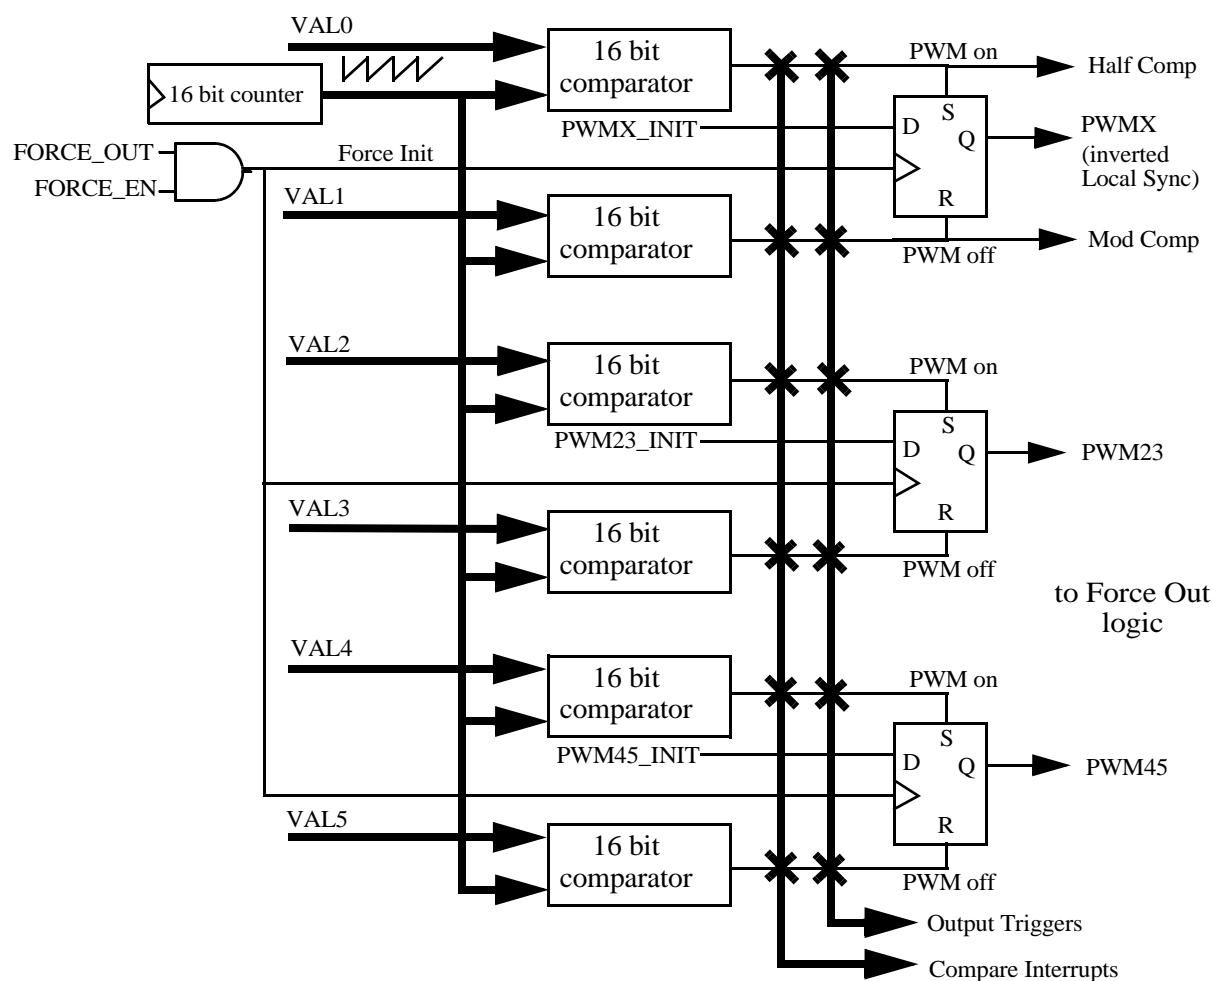 VAL0
16 bit
comparator
PWM on
Half Comp
16 bit counter
PWMX_INIT
D
S
Q
R
PWMX
(inverted
Local Sync)
FORCE_OUT
FORCE_EN
Force Init
VAL1
16 bit
comparator
PWM off
Mod Comp
VAL2
16 bit
comparator
PWM on
PWM23_INIT
D
S
Q
R
PWM23
VAL3
16 bit
comparator
PWM off
to Force Out
logic
VAL4
16 bit
comparator
PWM on
PWM45_INIT
D
S
Q
R
PWM45
VAL5
16 bit
comparator
PWM off
Output Triggers
Compare Interrupts